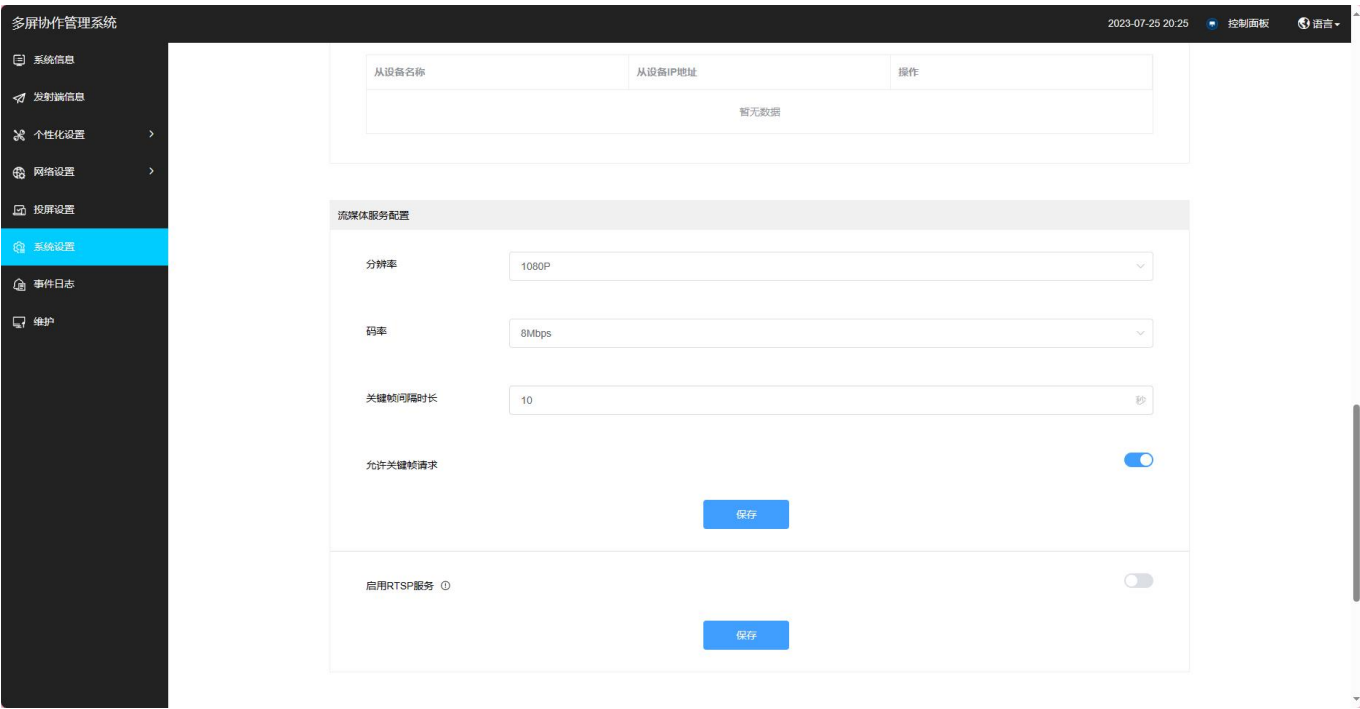 多屏协作管理系统
2023-07-25 20:25 控制面板 语言
系统信息
发射端信息
个性化设置
网络设置
投屏设置
系统设置
事件日志
维护
从设备名称 从设备IP地址 操作
暂无数据
流媒体服务配置
分辨率 1080P
码率 8Mbps
关键帧间隔时长 10 秒
允许关键帧请求
保存
启用RTSP服务
保存